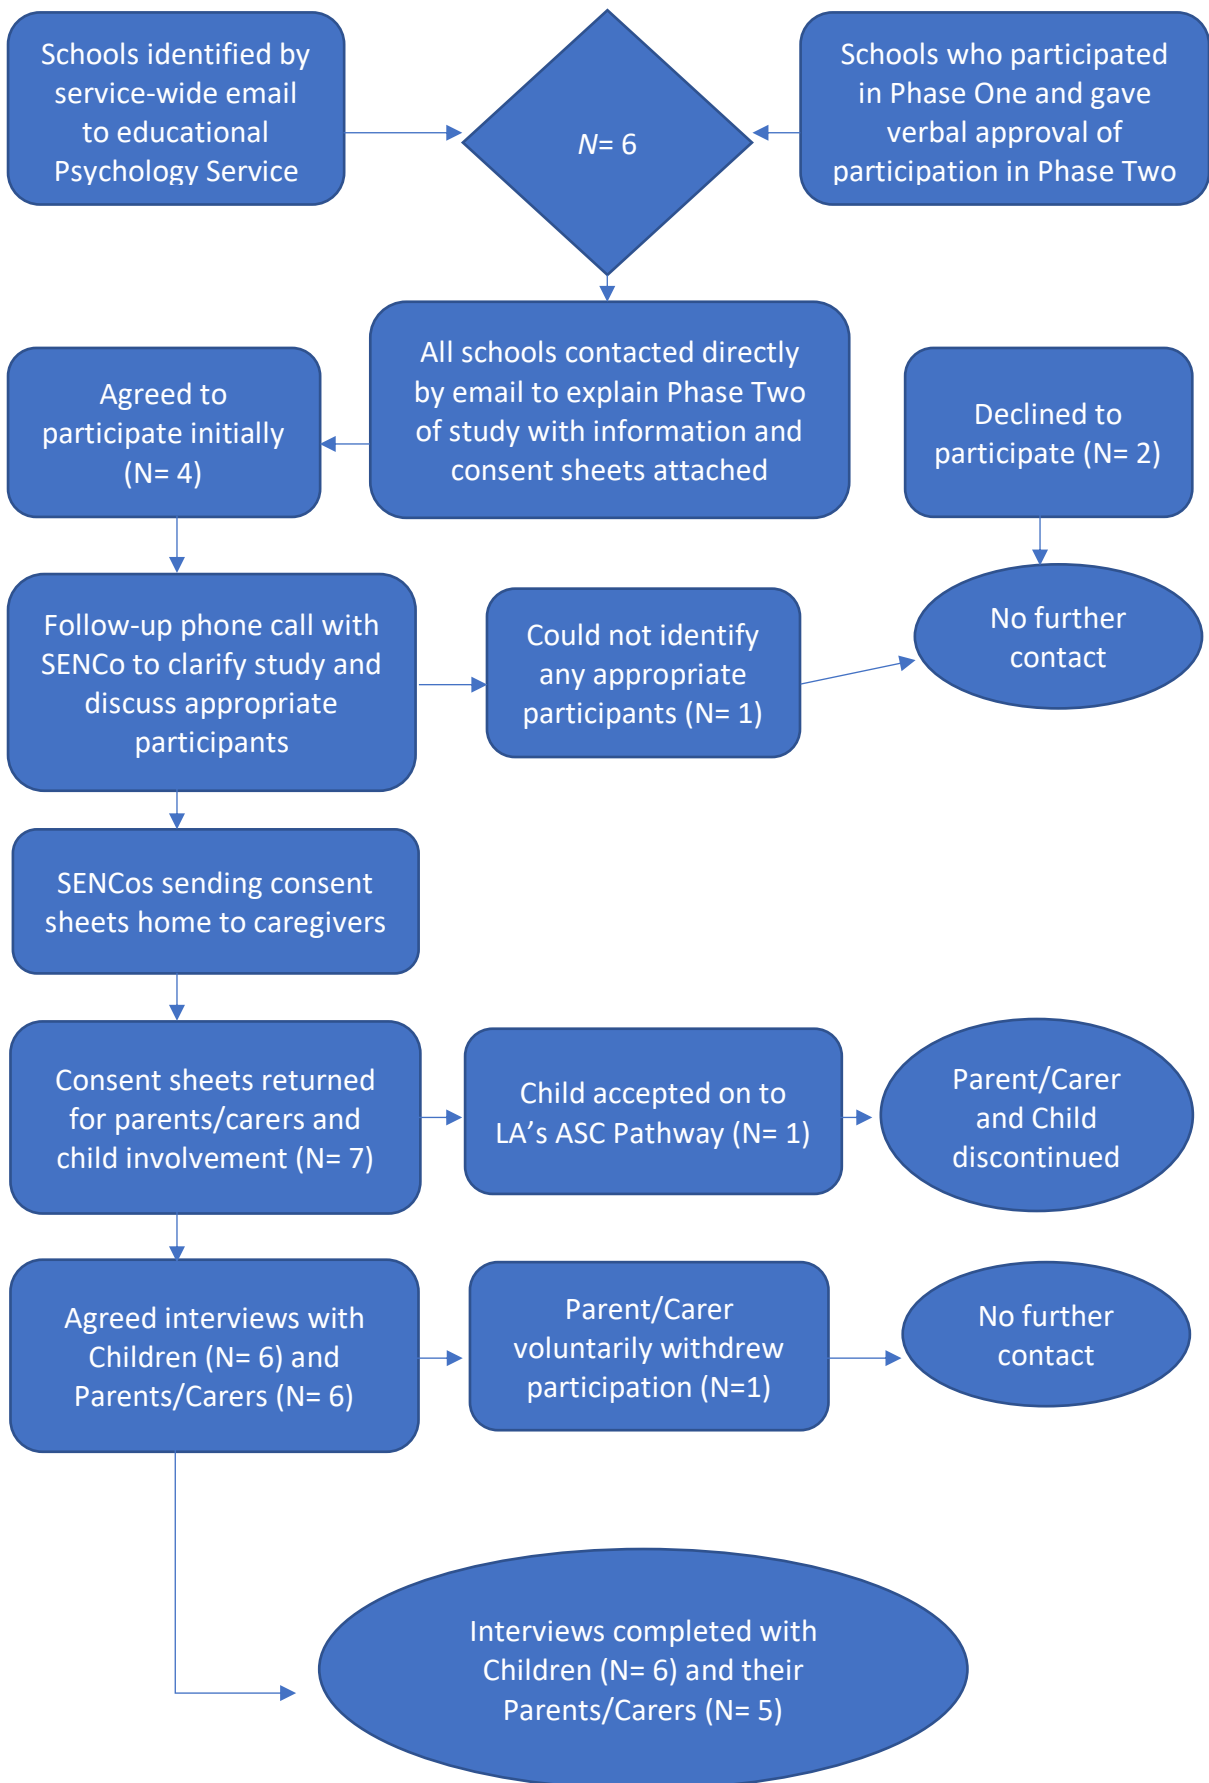 Schools identified by
service-wide email
to educational
Psychology Service
N= 6
Schools who participated
in Phase One and gave
verbal approval of
participation in Phase Two
All schools contacted directly
by email to explain Phase Two
of study with information and
consent sheets attached
Agreed to
participate initially
(N= 4)
Declined to
participate (N= 2)
Follow-up phone call with
SENCo to clarify study and
discuss appropriate
participants
Could not identify
any appropriate
participants (N= 1)
No further
contact
SENCos sending consent
sheets home to caregivers
Consent sheets returned
for parents/carers and
child involvement (N= 7)
Child accepted on to
LA’s ASC Pathway (N= 1)
Parent/Carer
and Child
discontinued
Agreed interviews with
Children (N= 6) and
Parents/Carers (N= 6)
Parent/Carer
voluntarily withdrew
participation (N=1)
No further
contact
Interviews completed with
Children (N= 6) and their
Parents/Carers (N= 5)